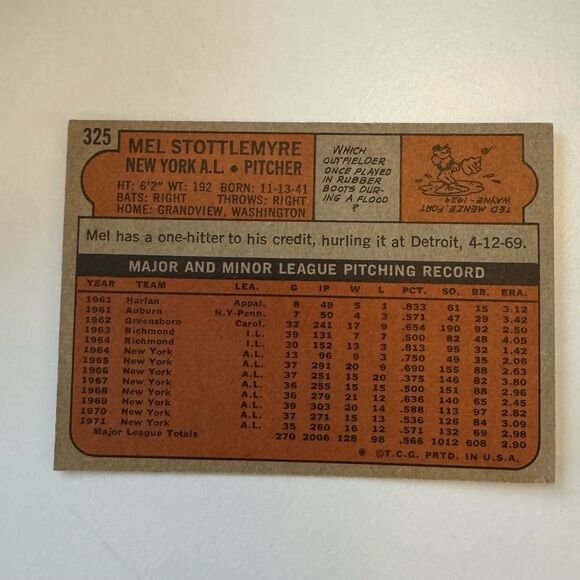 325
MEL STOTTLEMYRE
NEW YORK A.L. • PITCHER
HT: 6'2" WT: 192 BORN: 11-13-41
BATS: RIGHT THROWS: RIGHT
HOME: GRANDVIEW, WASHINGTON
WHICH
OUTFIELDER
ONCE PLAYED
IN RUBBER
BOOTS DUR-
ING A FLOOD
?
TED MENZE FORT
WAYNE - 1929
Mel has a one-hitter to his credit, hurling it at Detroit, 4-12-69.
MAJOR AND MINOR LEAGUE PITCHING RECORD
YEAR TEAM LEA. G IP W L PCT. SO. BB. ERA.
1961 Harlan Appal. 8 49 5 1 .833 61 15 3.12
1961 Auburn N.Y-Penn. 7 50 4 3 .571 47 29 3.42
1962 Greensboro Carol. 32 241 17 9 .654 190 92 2.50
1963 Richmond I.L. 39 131 7 7 .500 82 48 4.05
1964 Richmond I.L. 30 152 13 3 .813 95 32 1.42
1964 New York A.L. 13 96 9 3 .750 49 35 2.06
1965 New York A.L. 37 291 20 9 .690 155 88 2.63
1966 New York A.L. 37 251 12 20 .375 146 82 3.80
1967 New York A.L. 36 255 15 15 .500 151 88 2.96
1968 New York A.L. 36 279 21 12 .636 140 65 2.45
1969 New York A.L. 39 303 20 14 .588 113 97 2.82
1970 New York A.L. 37 271 15 13 .536 126 84 3.09
1971 New York A.L. 35 260 16 12 .571 132 69 2.98
Major League Totals 270 2006 128 98 .566 1012 608 2.90
* ©T.C.G. PRTD. IN U.S.A.